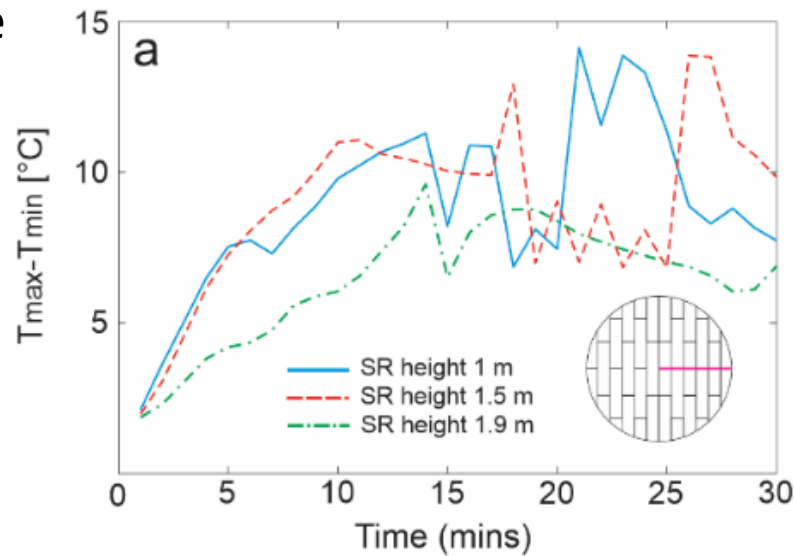 e
a
15
10
5
Tmax-Tmin [°C]
SR height 1 m
SR height 1.5 m
SR height 1.9 m
0 5 10 15 20 25 30
Time (mins)